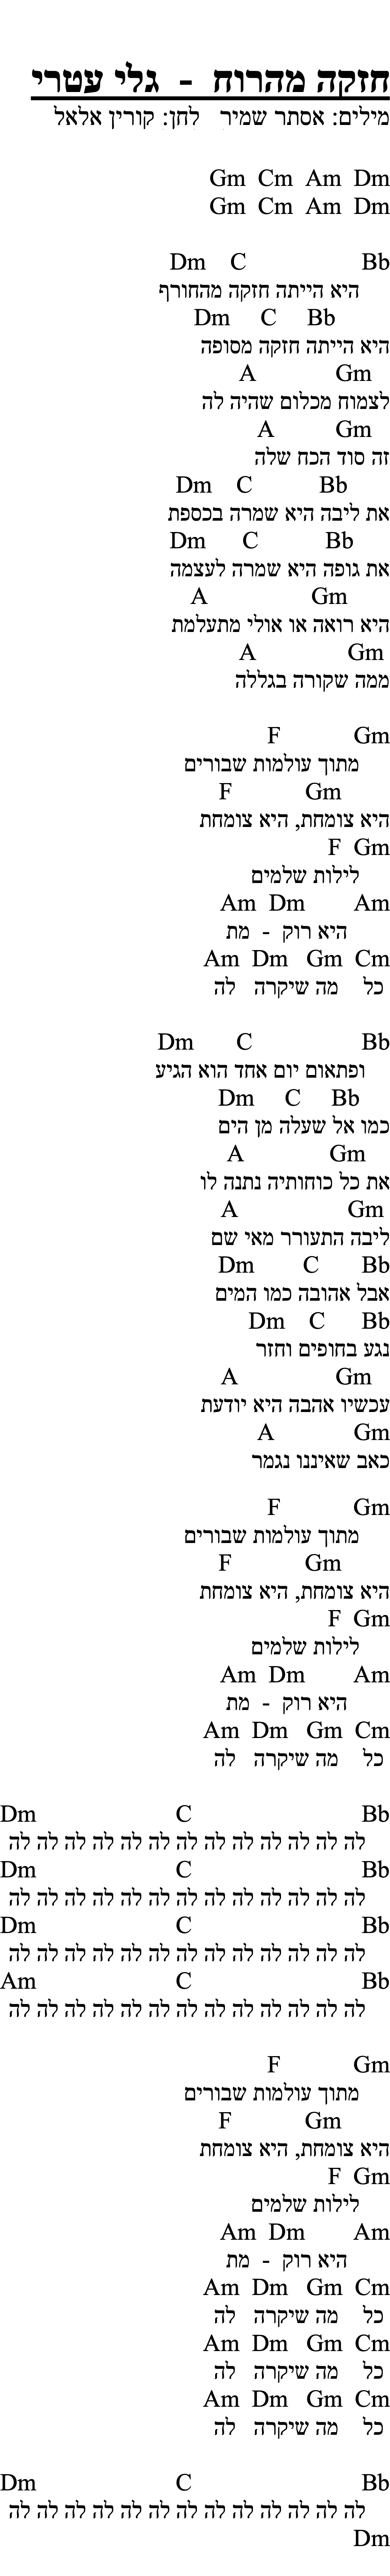 חזקה מהרוח - גלי עטרי
מילים: אסתר שמיר לחן: קורין אלאל
Gm Cm Am Dm
Gm Cm Am Dm
Dm C Bb
היא הייתה חזקה מהחורף
Dm C Bb
היא הייתה חזקה מסופה
A Gm
לצמוח מכלום שהיה לה
A Gm
זה סוד הכח שלה
Dm C Bb
את ליבה היא שמרה בכספת
Dm C Bb
את גופה היא שמרה לעצמה
A Gm
היא רואה או אולי מתעלמת
A Gm
ממה שקורה בגללה
F Gm
מתוך עולמות שבורים
F Gm
היא צומחת, היא צומחת
F Gm
לילות שלמים
Am Dm Am
היא רוק - מת
Am Dm Gm Cm
כל מה שיקרה לה
Dm C Bb
ופתאום יום אחד הוא הגיע
Dm C Bb
כמו אל שעלה מן הים
A Gm
את כל כוחותיה נתנה לו
A Gm
ליבה התעורר מאי שם
Dm C Bb
אבל אהובה כמו המים
Dm C Bb
נגע בחופים וחזר
A Gm
עכשיו אהבה היא יודעת
A Gm
כאב שאיננו נגמר
F Gm
מתוך עולמות שבורים
F Gm
היא צומחת, היא צומחת
F Gm
לילות שלמים
Am Dm Am
היא רוק - מת
Am Dm Gm Cm
כל מה שיקרה לה
Dm C Bb
לה לה לה לה לה לה לה לה לה לה לה לה לה
Dm C Bb
לה לה לה לה לה לה לה לה לה לה לה לה לה
Dm C Bb
לה לה לה לה לה לה לה לה לה לה לה לה לה
Am C Bb
לה לה לה לה לה לה לה לה לה לה לה לה לה
F Gm
מתוך עולמות שבורים
F Gm
היא צומחת, היא צומחת
F Gm
לילות שלמים
Am Dm Am
היא רוק - מת
Am Dm Gm Cm
כל מה שיקרה לה
Am Dm Gm Cm
כל מה שיקרה לה
Am Dm Gm Cm
כל מה שיקרה לה
Dm C Bb
לה לה לה לה לה לה לה לה לה לה לה לה לה
Dm